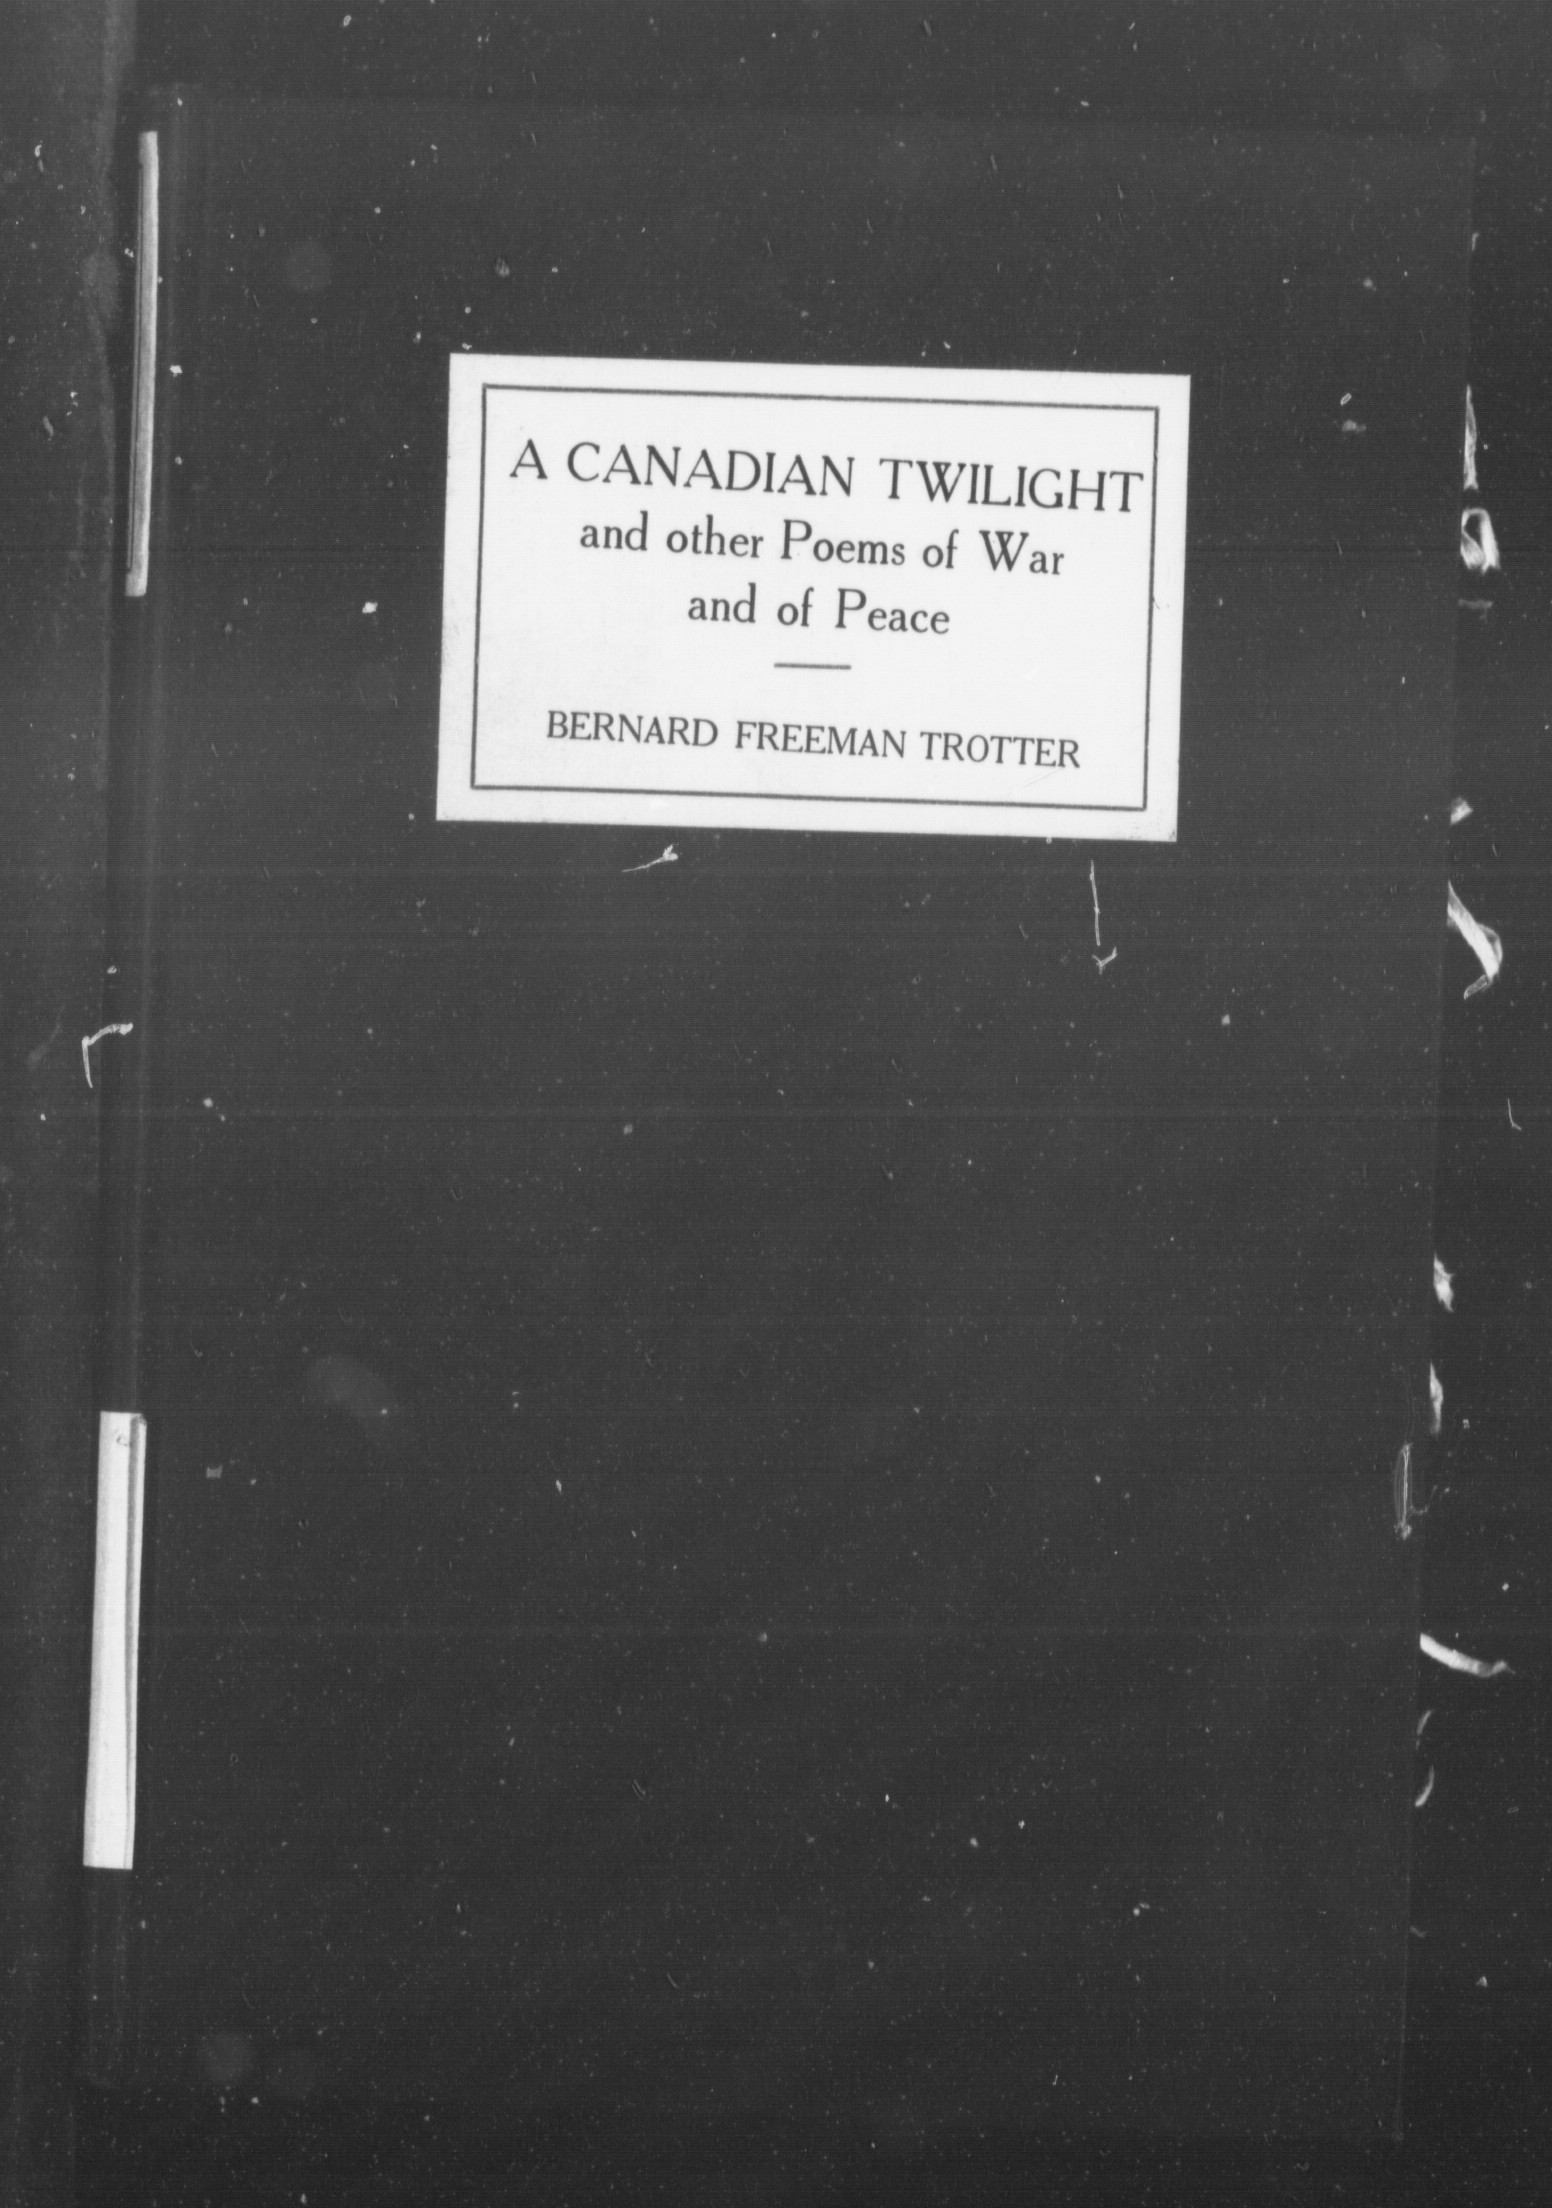 A CANADIAN TWILIGHT
and other Poems of War
and of Peace
BERNARD FREEMAN TROTTER